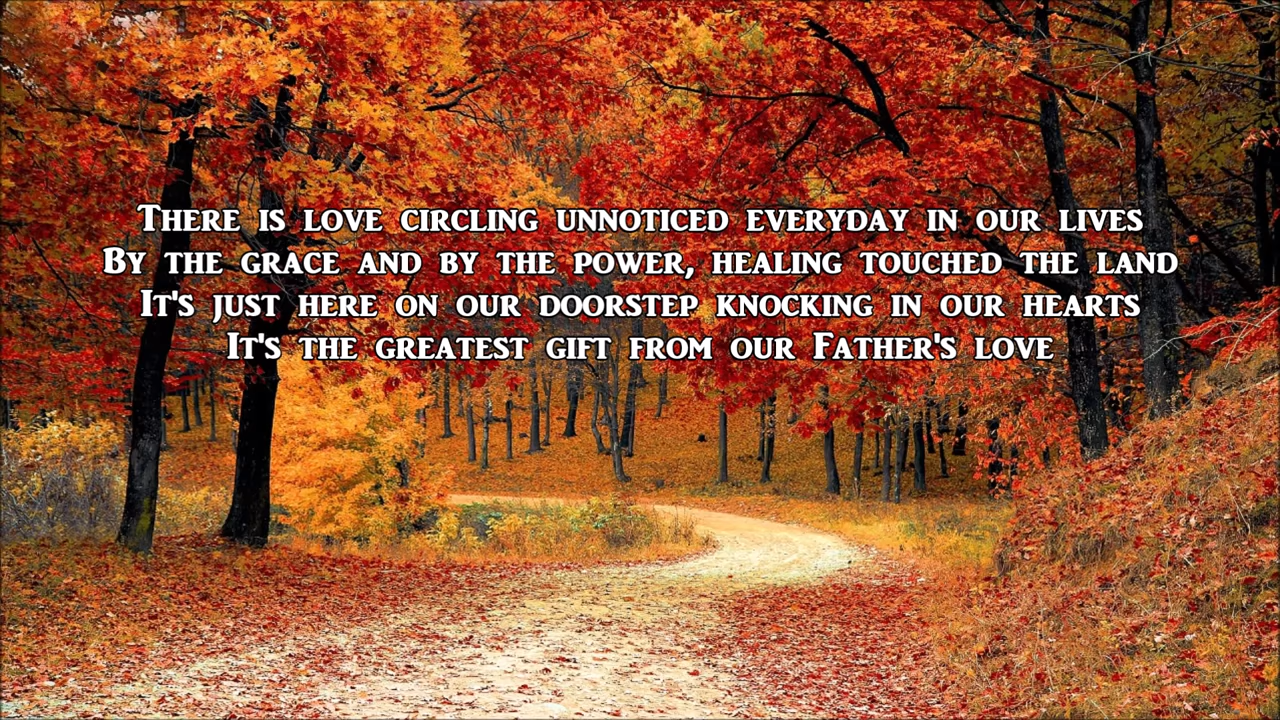 There is love circling unnoticed everyday in our lives
By the grace and by the power, healing touched the land
It's just here on our doorstep knocking in our hearts
It's the greatest gift from our Father's love